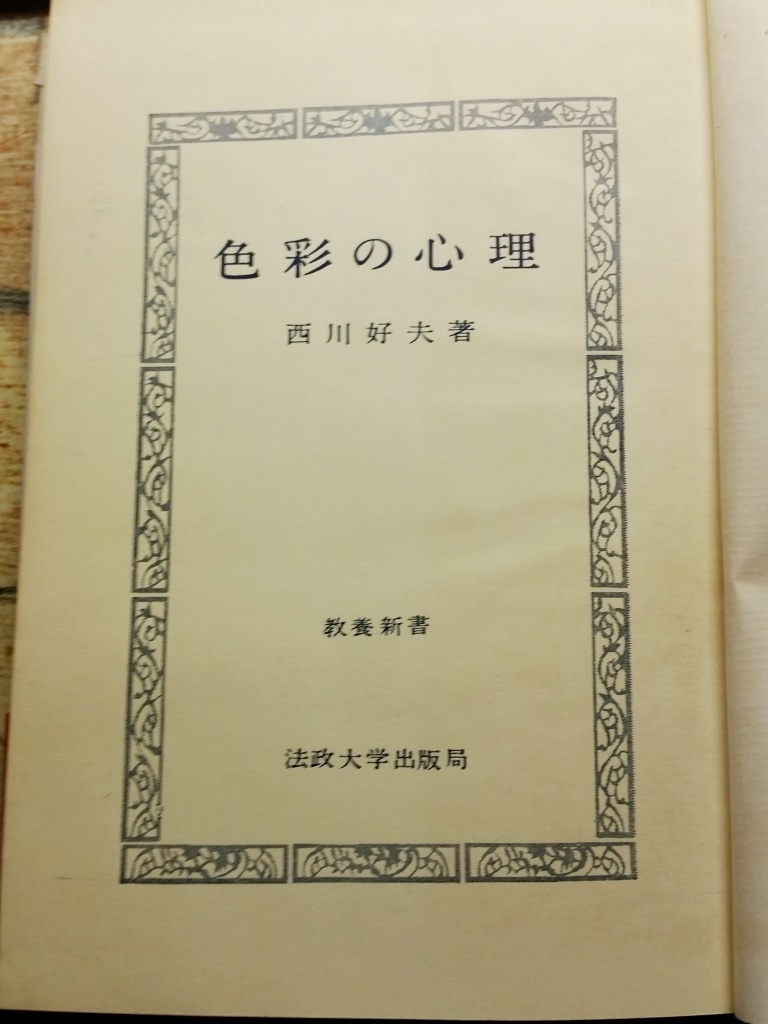 色彩の心理
西川好夫著
教養新書
法政大学出版局